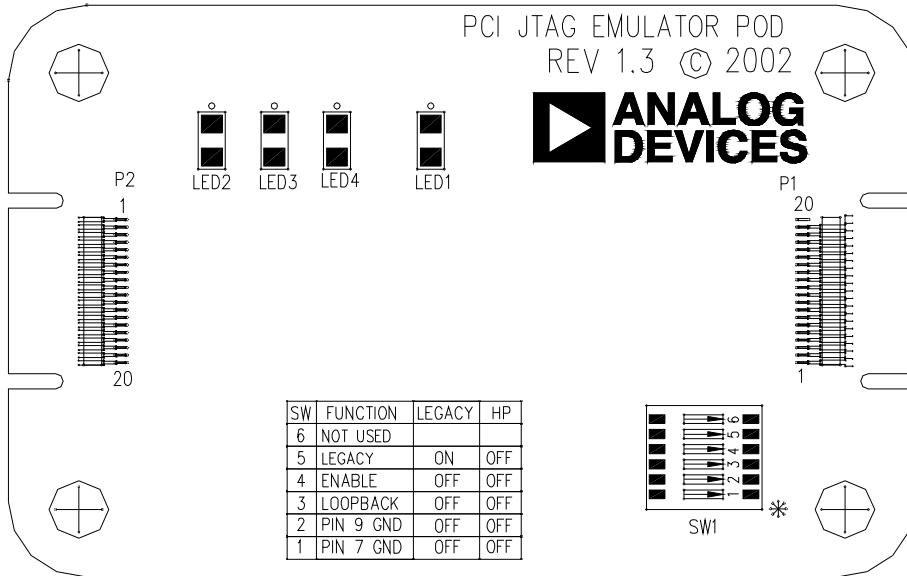 PCI JTAG EMULATOR POD
REV 1.3 © 2002
ANALOG
DEVICES
LED2 LED3 LED4 LED1
P2
1
20
P1
20
1
SW FUNCTION LEGACY HP
6 NOT USED
5 LEGACY ON OFF
4 ENABLE OFF OFF
3 LOOPBACK OFF OFF
2 PIN 9 GND OFF OFF
1 PIN 7 GND OFF OFF
6
5
4
3
2
1
SW1